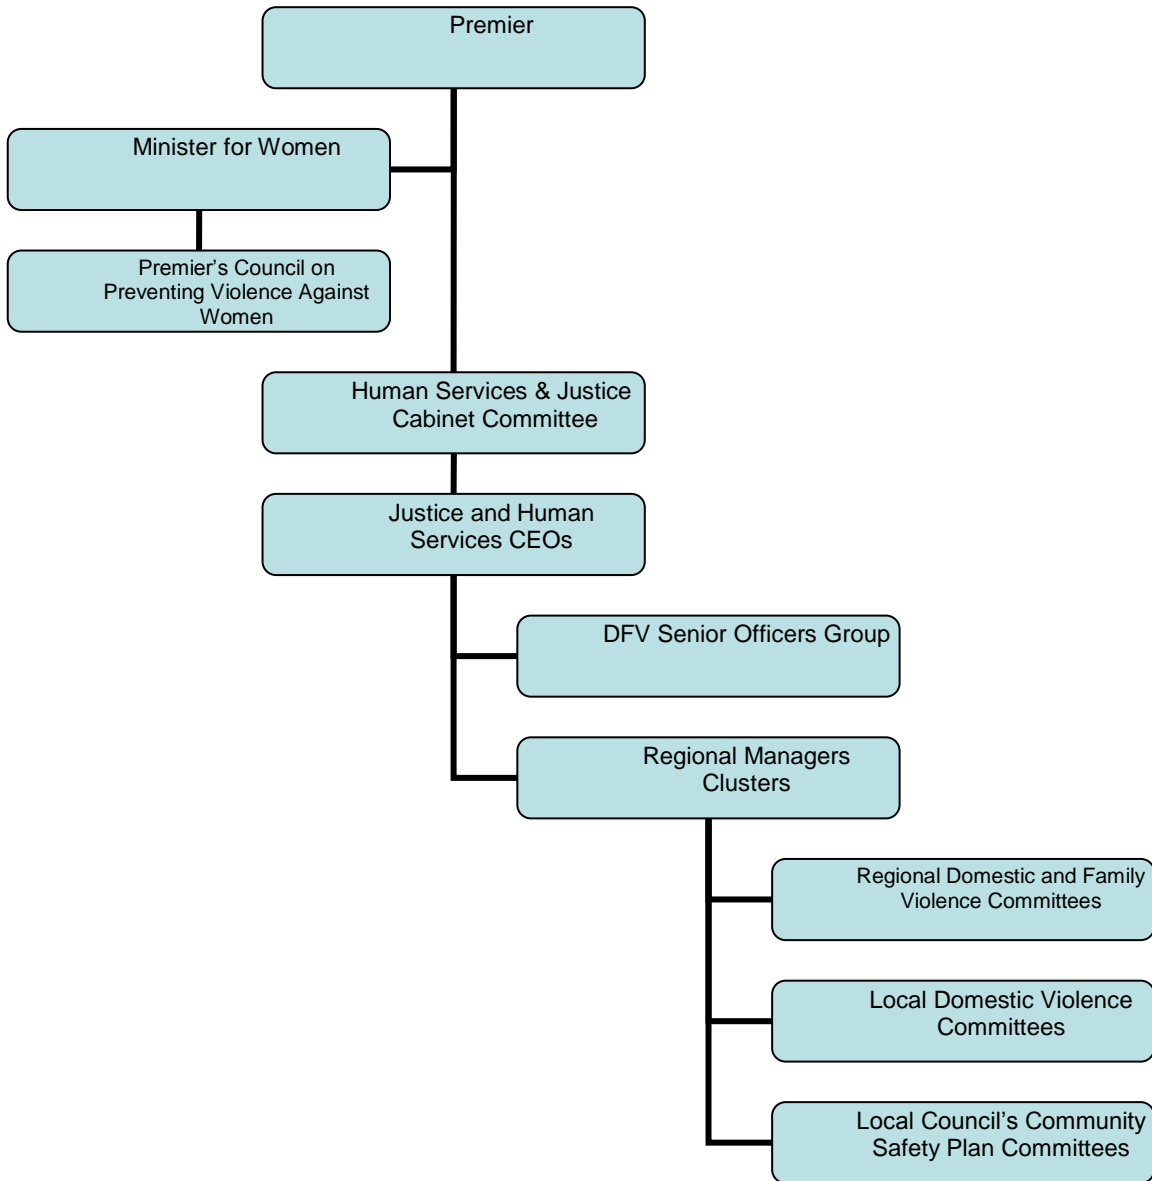 Premier
Minister for Women
Premier’s Council on
Preventing Violence Against
Women
Human Services & Justice
Cabinet Committee
Justice and Human
Services CEOs
DFV Senior Officers Group
Regional Managers
Clusters
Regional Domestic and Family
Violence Committees
Local Domestic Violence
Committees
Local Council’s Community
Safety Plan Committees